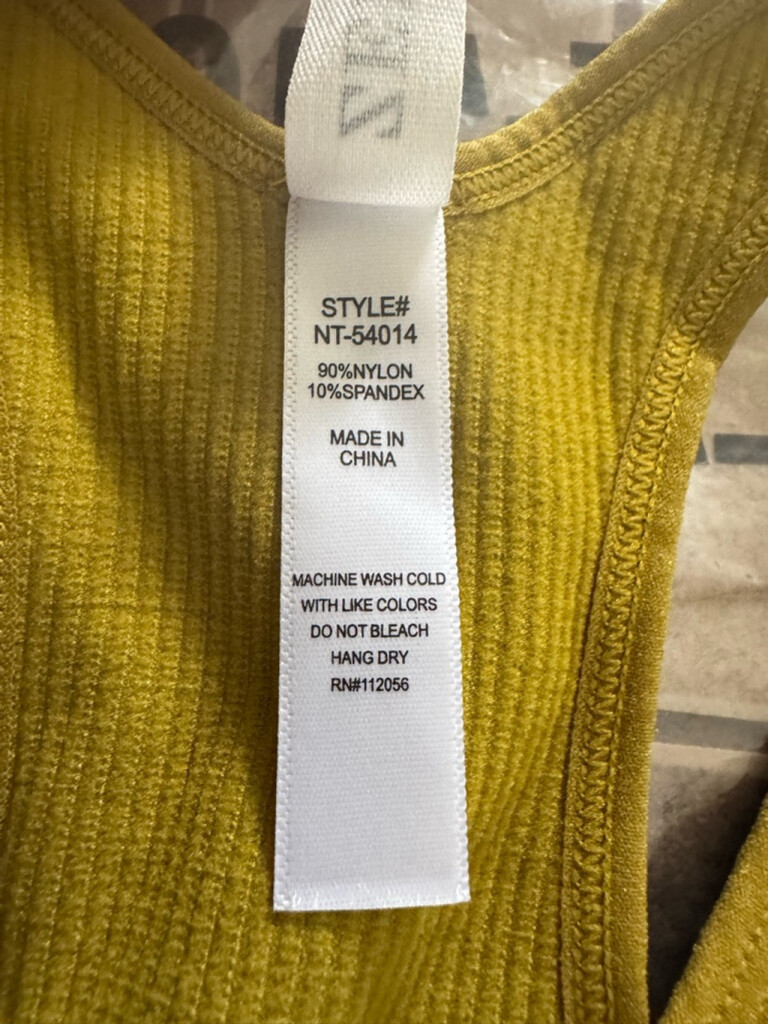 STYLE#
NT-54014
90%NYLON
10%SPANDEX
MADE IN
CHINA
MACHINE WASH COLD
WITH LIKE COLORS
DO NOT BLEACH
HANG DRY
RN#112056